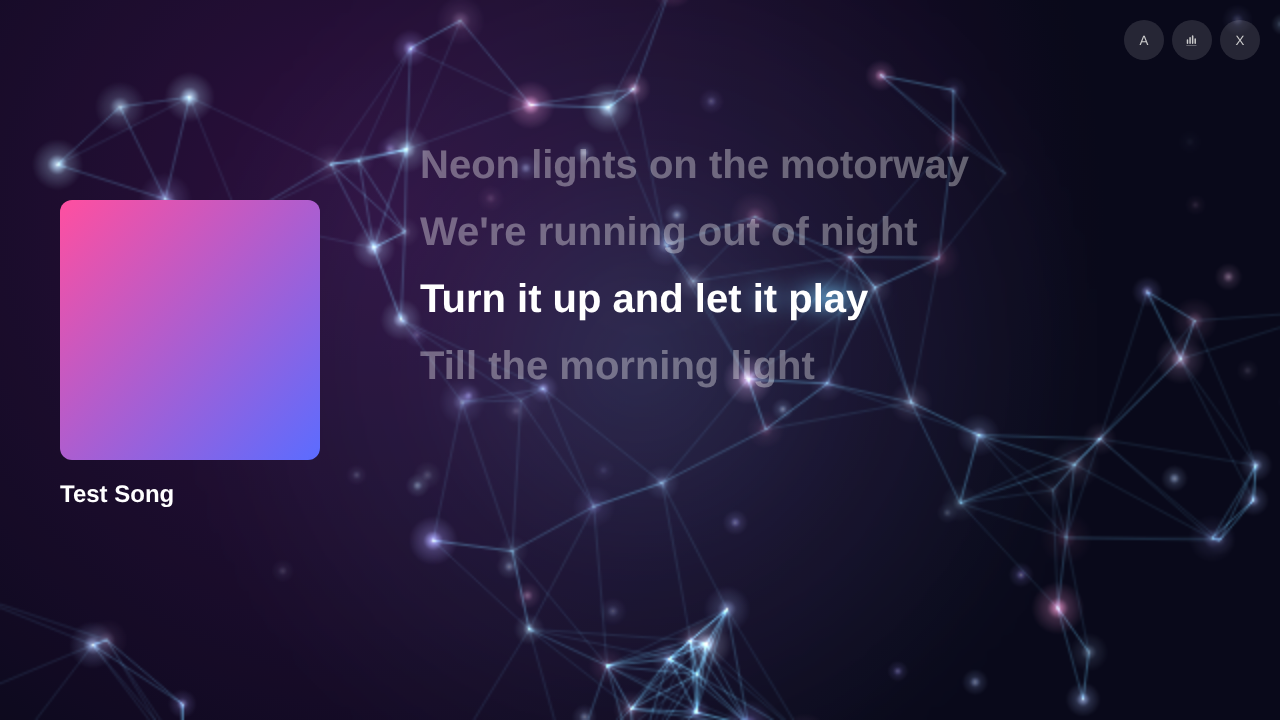 A
X
Neon lights on the motorway
We're running out of night
Turn it up and let it play
Till the morning light
Test Song